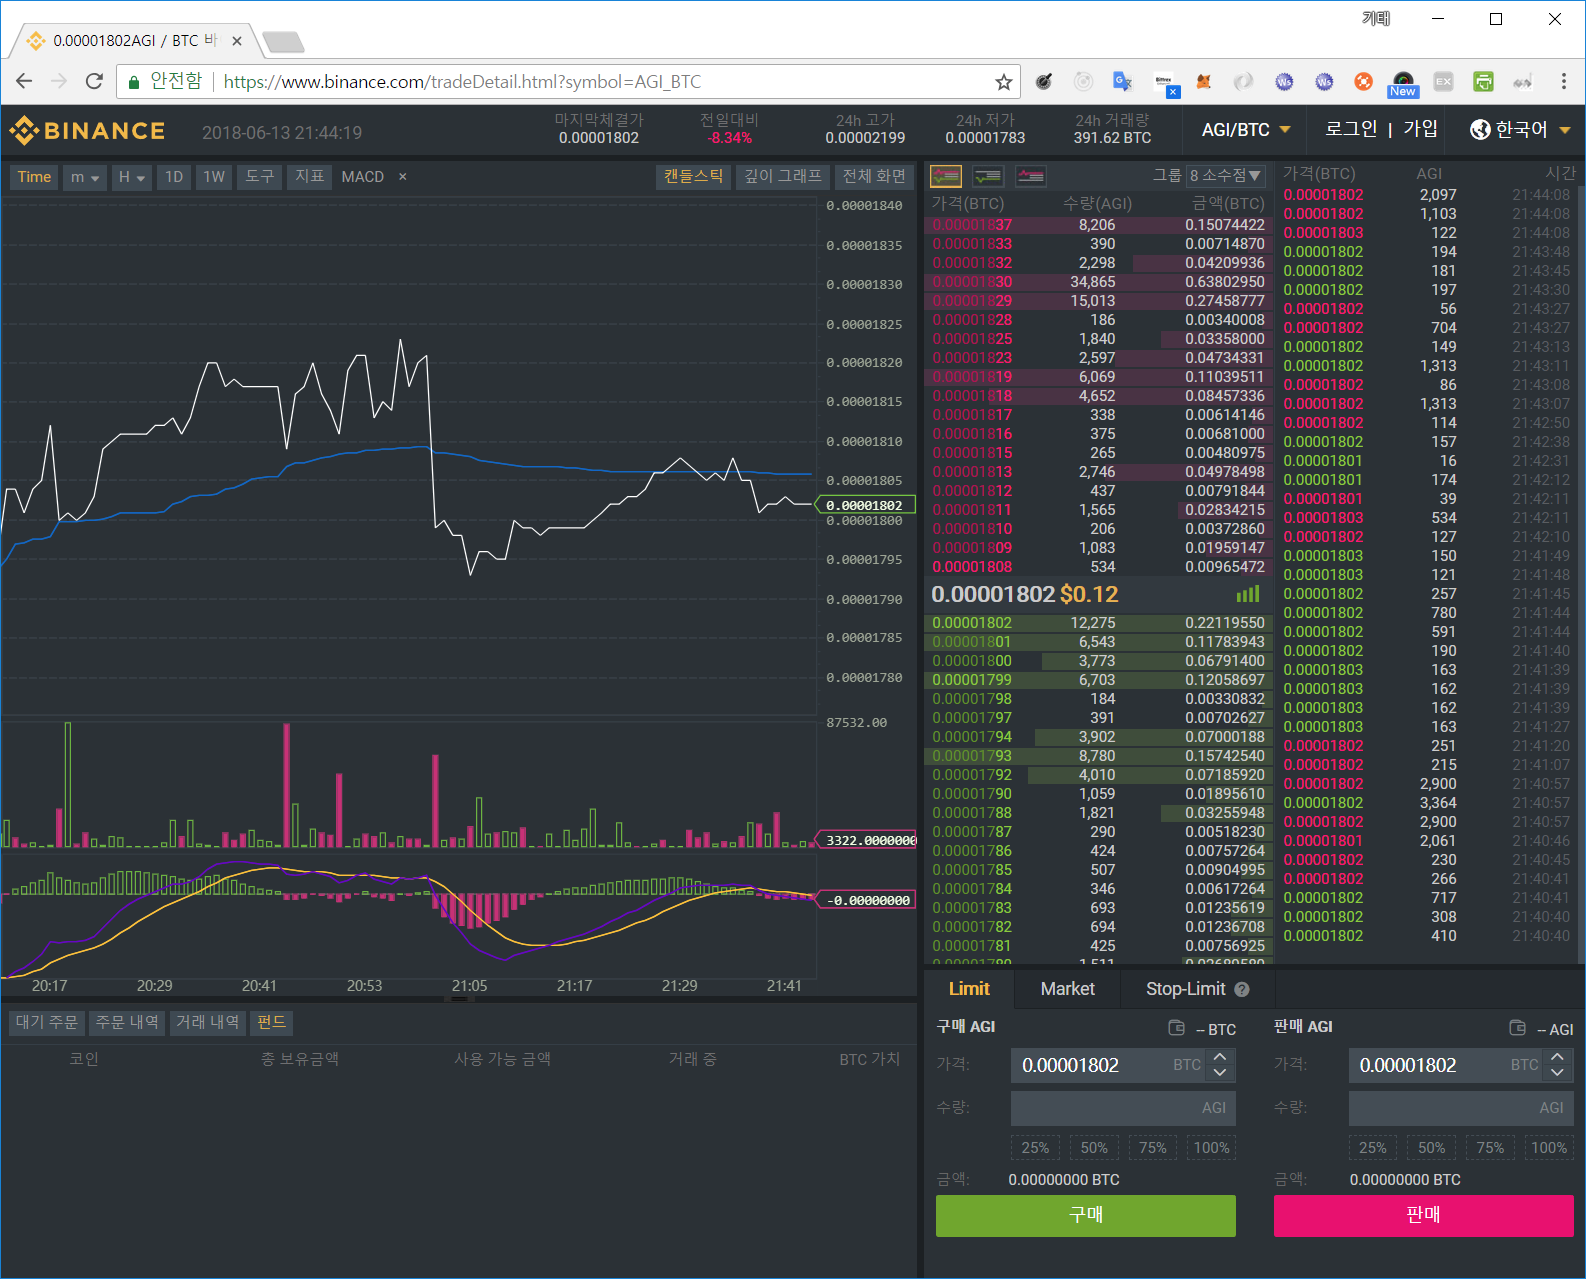 기태
0.00001802AGI / BTC 바
안전함 https://www.binance.com/tradeDetail.html?symbol=AGI_BTC
New
BINANCE 2018-06-13 21:44:19
마지막체결가 전일대비 24h 고가 24h 저가 24h 거래량
0.00001802 -8.34% 0.00002199 0.00001783 391.62 BTC
AGI/BTC 로그인 | 가입 한국어
Time m H 1D 1W 도구 지표 MACD × 캔들스틱 깊이 그래프 전체 화면
0.00001840
0.00001835
0.00001830
0.00001825
0.00001820
0.00001815
0.00001810
0.00001805
0.00001802
0.00001800
0.00001795
0.00001790
0.00001785
0.00001780
87532.00
3322.0000000
-0.00000000
20:17 20:29 20:41 20:53 21:05 21:17 21:29 21:41
대기 주문 주문 내역 거래 내역 펀드
코인 총 보유금액 사용 가능 금액 거래 중 BTC 가치
그룹 8 소수점
가격(BTC) 수량(AGI) 금액(BTC)
0.00001837 8,206 0.15074422
0.00001833 390 0.00714870
0.00001832 2,298 0.04209936
0.00001830 34,865 0.63802950
0.00001829 15,013 0.27458777
0.00001828 186 0.00340008
0.00001825 1,840 0.03358000
0.00001823 2,597 0.04734331
0.00001819 6,069 0.11039511
0.00001818 4,652 0.08457336
0.00001817 338 0.00614146
0.00001816 375 0.00681000
0.00001815 265 0.00480975
0.00001813 2,746 0.04978498
0.00001812 437 0.00791844
0.00001811 1,565 0.02834215
0.00001810 206 0.00372860
0.00001809 1,083 0.01959147
0.00001808 534 0.00965472
0.00001802 $0.12
0.00001802 12,275 0.22119550
0.00001801 6,543 0.11783943
0.00001800 3,773 0.06791400
0.00001799 6,703 0.12058697
0.00001798 184 0.00330832
0.00001797 391 0.00702627
0.00001794 3,902 0.07000188
0.00001793 8,780 0.15742540
0.00001792 4,010 0.07185920
0.00001790 1,059 0.01895610
0.00001788 1,821 0.03255948
0.00001787 290 0.00518230
0.00001786 424 0.00757264
0.00001785 507 0.00904995
0.00001784 346 0.00617264
0.00001783 693 0.01235619
0.00001782 694 0.01236708
0.00001781 425 0.00756925
가격(BTC) AGI 시간
0.00001802 2,097 21:44:08
0.00001802 1,103 21:44:08
0.00001803 122 21:44:08
0.00001802 194 21:43:48
0.00001802 181 21:43:45
0.00001802 197 21:43:30
0.00001802 56 21:43:27
0.00001802 704 21:43:27
0.00001802 149 21:43:13
0.00001802 1,313 21:43:11
0.00001802 86 21:43:08
0.00001802 1,313 21:43:07
0.00001802 114 21:42:50
0.00001802 157 21:42:38
0.00001801 16 21:42:31
0.00001801 174 21:42:12
0.00001801 39 21:42:11
0.00001803 534 21:42:11
0.00001802 127 21:42:10
0.00001803 150 21:41:49
0.00001803 121 21:41:48
0.00001802 257 21:41:45
0.00001802 780 21:41:44
0.00001802 591 21:41:44
0.00001802 190 21:41:40
0.00001803 163 21:41:39
0.00001803 162 21:41:39
0.00001803 162 21:41:39
0.00001803 163 21:41:27
0.00001802 251 21:41:20
0.00001802 215 21:41:07
0.00001802 2,900 21:40:57
0.00001802 3,364 21:40:57
0.00001802 2,900 21:40:57
0.00001801 2,061 21:40:46
0.00001802 230 21:40:45
0.00001802 266 21:40:41
0.00001802 717 21:40:41
0.00001802 308 21:40:40
0.00001802 410 21:40:40
Limit Market Stop-Limit ?
구매 AGI -- BTC
가격: 0.00001802 BTC
수량: AGI
25% 50% 75% 100%
금액: 0.00000000 BTC
구매
판매 AGI -- AGI
가격: 0.00001802 BTC
수량: AGI
25% 50% 75% 100%
금액: 0.00000000 BTC
판매